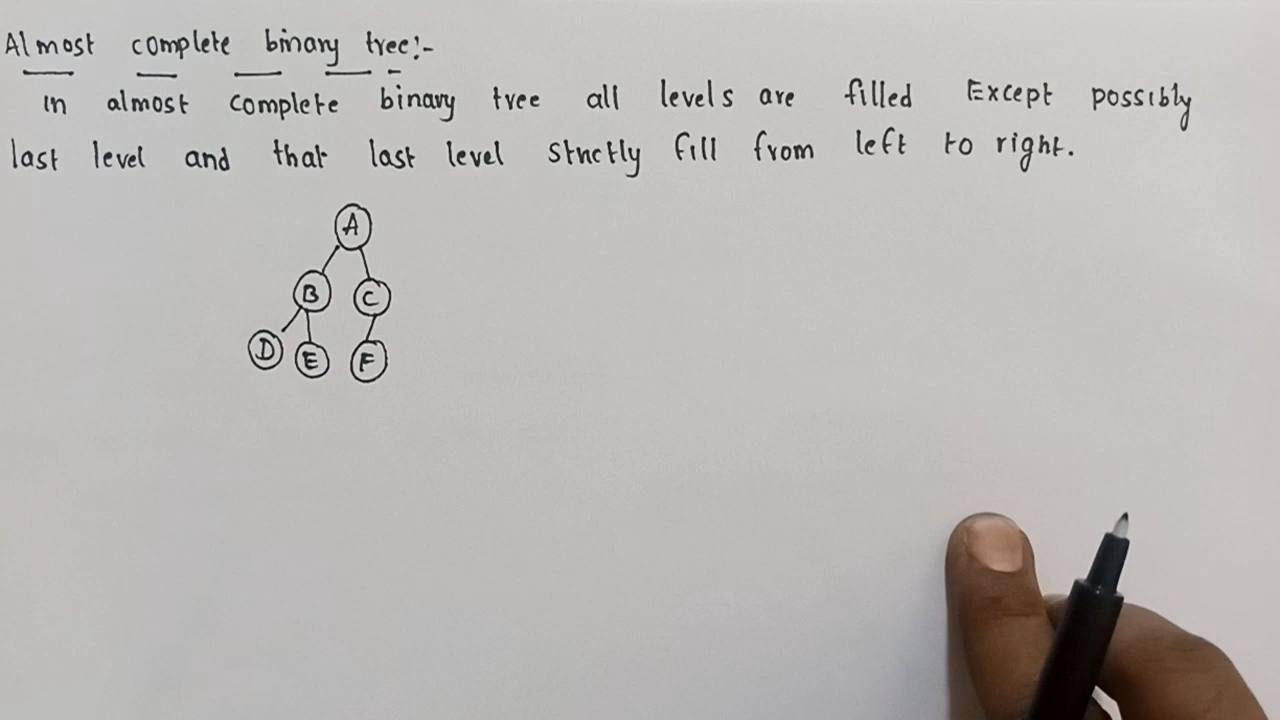 Almost complete binary tree:-
in almost complete binary tree all levels are filled Except possibly
last level and that last level strictly fill from left to right.
A
B C
D E F